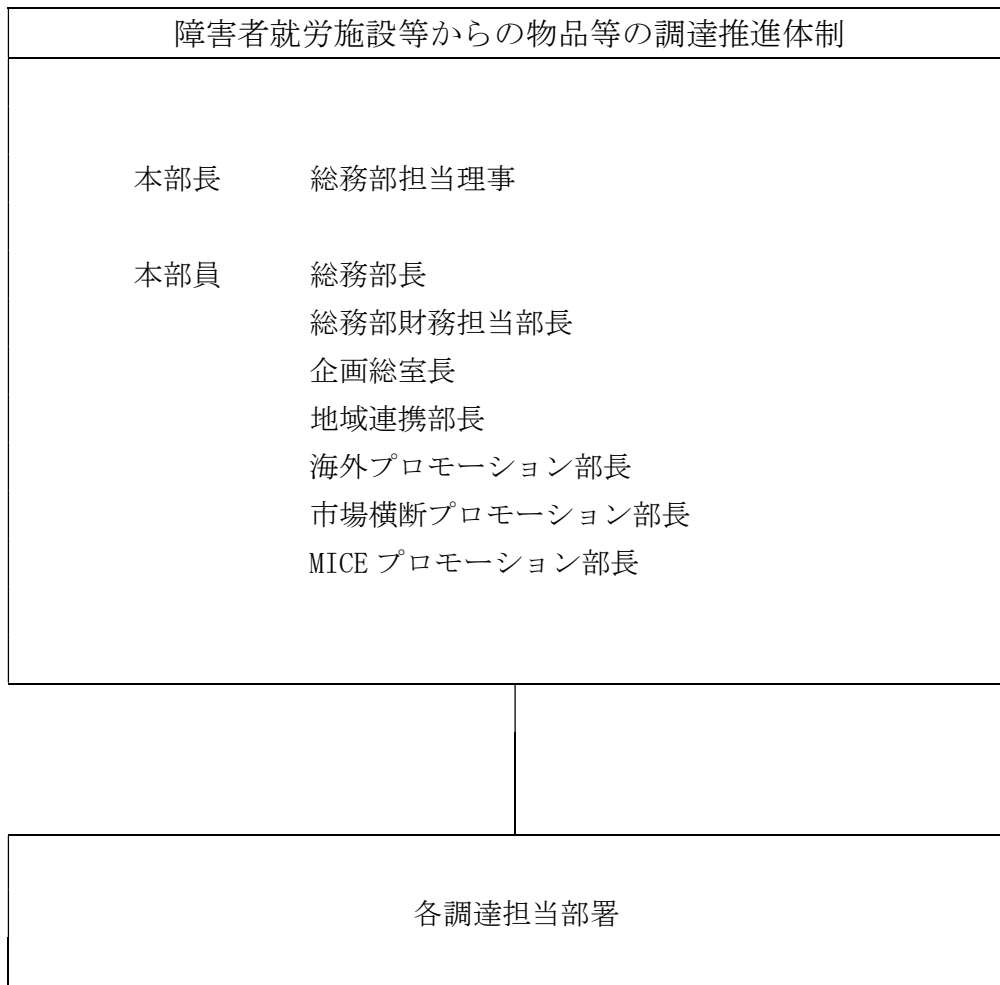 障害者就労施設等からの物品等の調達推進体制
本部長 総務部担当理事
本部員 総務部長
総務部財務担当部長
企画総室長
地域連携部長
海外プロモーション部長
市場横断プロモーション部長
MICE プロモーション部長
各調達担当部署